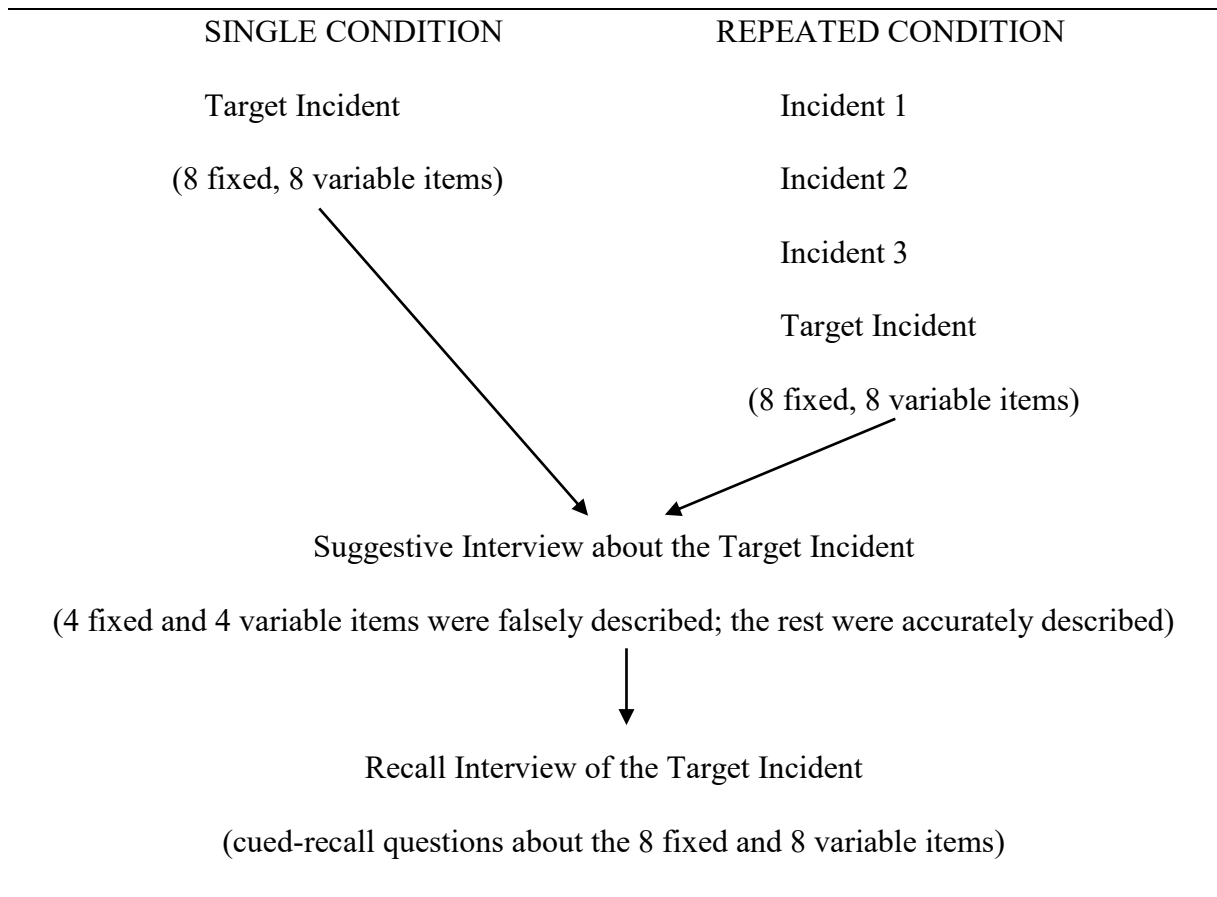 SINGLE CONDITION REPEATED CONDITION
Target Incident Incident 1
(8 fixed, 8 variable items) Incident 2
Incident 3
Target Incident
(8 fixed, 8 variable items)
Suggestive Interview about the Target Incident
(4 fixed and 4 variable items were falsely described; the rest were accurately described)
Recall Interview of the Target Incident
(cued-recall questions about the 8 fixed and 8 variable items)